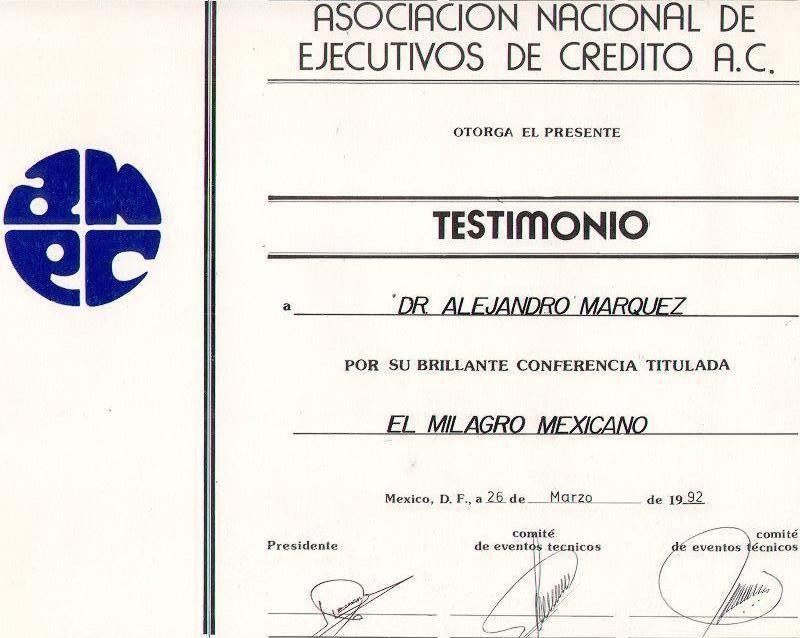 ASOCIACION NACIONAL DE
EJECUTIVOS DE CREDITO A.C.
OTORGA EL PRESENTE
anec
TESTIMONIO
a DR. ALEJANDRO MARQUEZ
POR SU BRILLANTE CONFERENCIA TITULADA
EL MILAGRO MEXICANO
Mexico, D. F., a 26 de Marzo de 1992
Presidente
comité
de eventos tecnicos
comité
de eventos técnicos